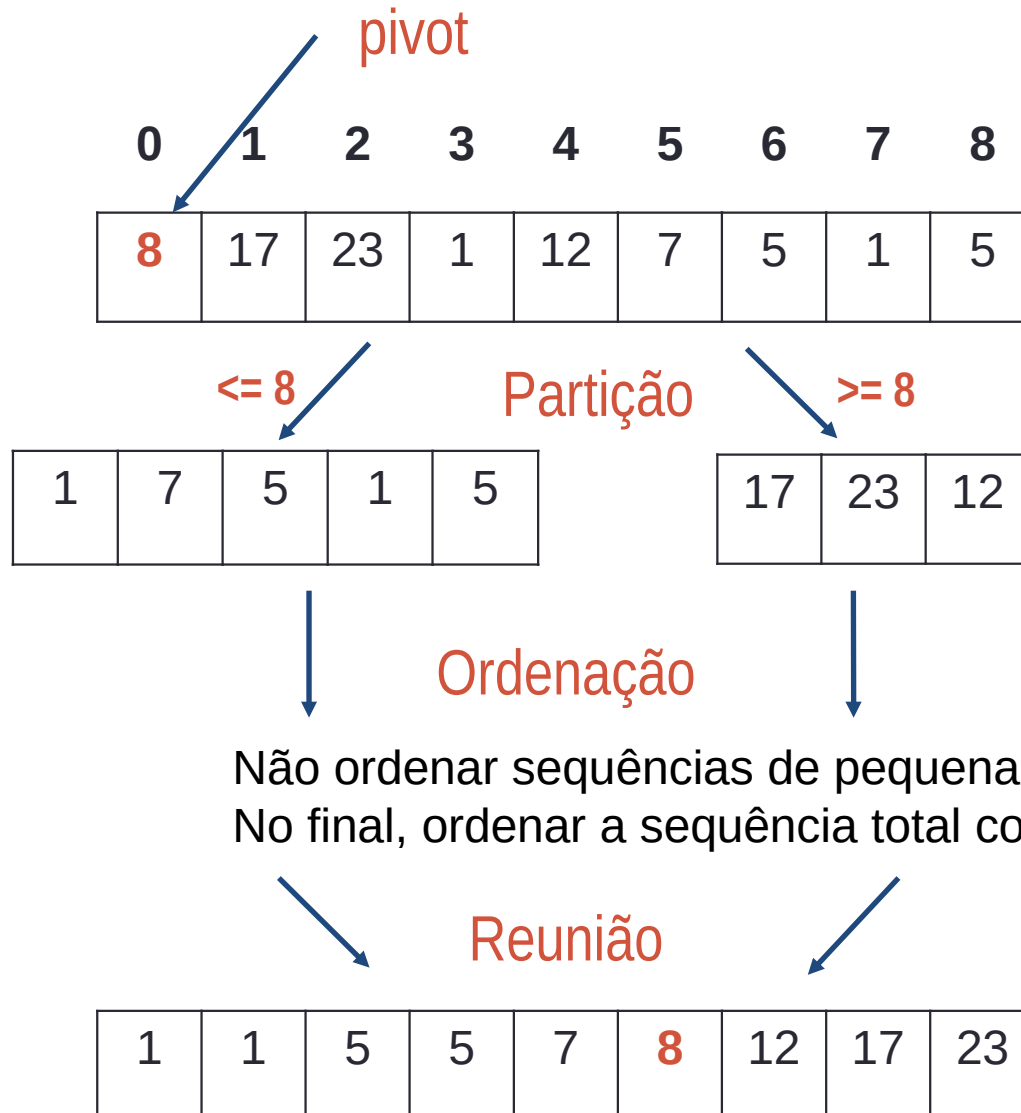 pivot
0 1 2 3 4 5 6 7 8
8 17 23 1 12 7 5 1 5
<= 8 Partição >= 8
1 7 5 1 5 17 23 12
Ordenação
Não ordenar sequências de pequena
No final, ordenar a sequência total co
Reunião
1 1 5 5 7 8 12 17 23